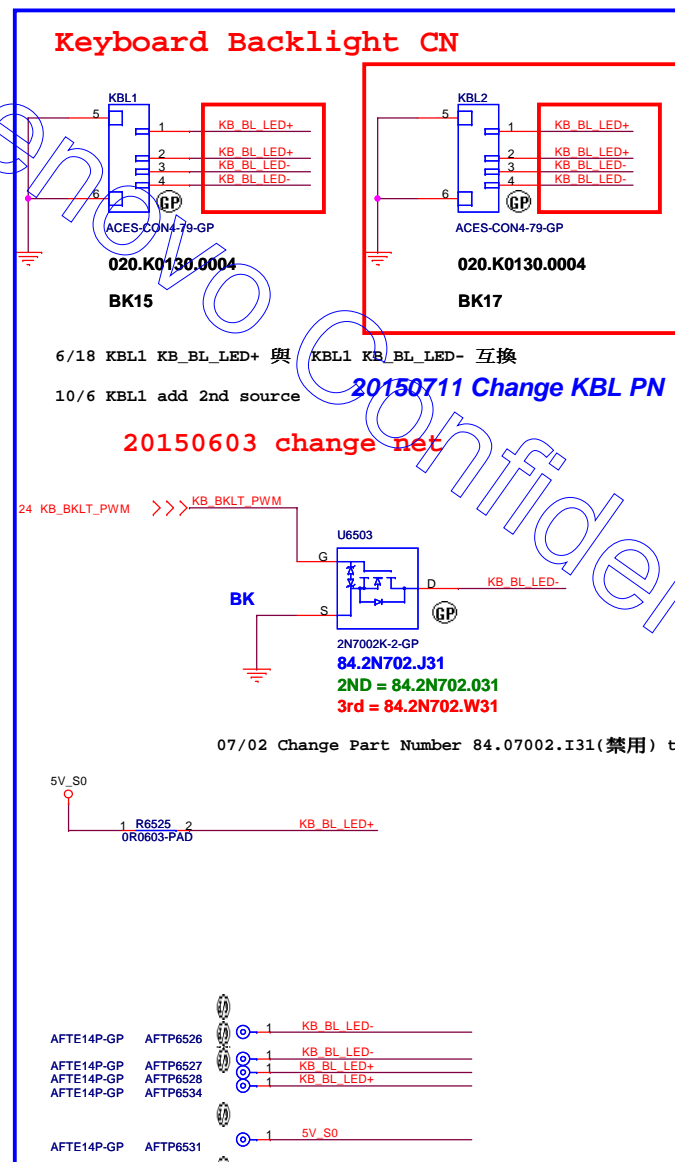 Keyboard Backlight CN
KBL1
5
1 KB_BL_LED+
2 KB_BL_LED+
3 KB_BL_LED-
4 KB_BL_LED-
6
GP
ACES-CON4-79-GP
020.K0130.0004
BK15
KBL2
5
1 KB_BL_LED+
2 KB_BL_LED+
3 KB_BL_LED-
4 KB_BL_LED-
6
GP
ACES-CON4-79-GP
020.K0130.0004
BK17
6/18 KBL1 KB_BL_LED+ 與 KBL1 KB_BL_LED- 互換
10/6 KBL1 add 2nd source
20150711 Change KBL PN
20150603 change net
24 KB_BKLT_PWM
KB_BKLT_PWM
U6503
G
D
KB_BL_LED-
BK
S
GP
2N7002K-2-GP
84.2N702.J31
2ND = 84.2N702.031
3rd = 84.2N702.W31
07/02 Change Part Number 84.07002.I31(禁用) t
5V_S0
1 R6525 2
KB_BL_LED+
0R0603-PAD
AFTE14P-GP AFTP6526 1 KB_BL_LED-
AFTE14P-GP AFTP6527 1 KB_BL_LED-
AFTE14P-GP AFTP6528 1 KB_BL_LED+
AFTE14P-GP AFTP6534 1 KB_BL_LED+
AFTE14P-GP AFTP6531 1 5V_S0
enovo Confiden